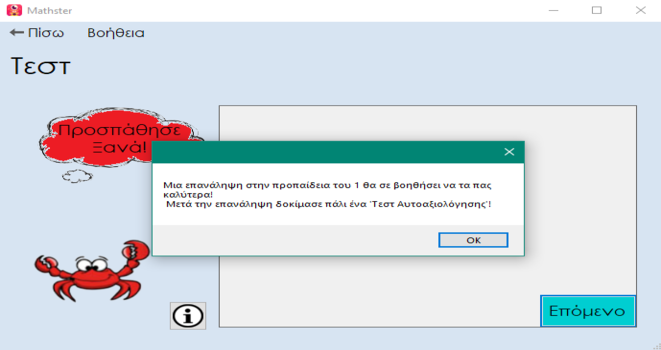 Mathster
Πίσω Βοήθεια
Τεστ
Προσπάθησε
Ξανά!
Μια επανάληψη στην προπαίδεια του 1 θα σε βοηθήσει να τα πας
καλύτερα!
Μετά την επανάληψη δοκίμασε πάλι ένα 'Τεστ Αυτοαξιολόγησης'!
OK
Επόμενο